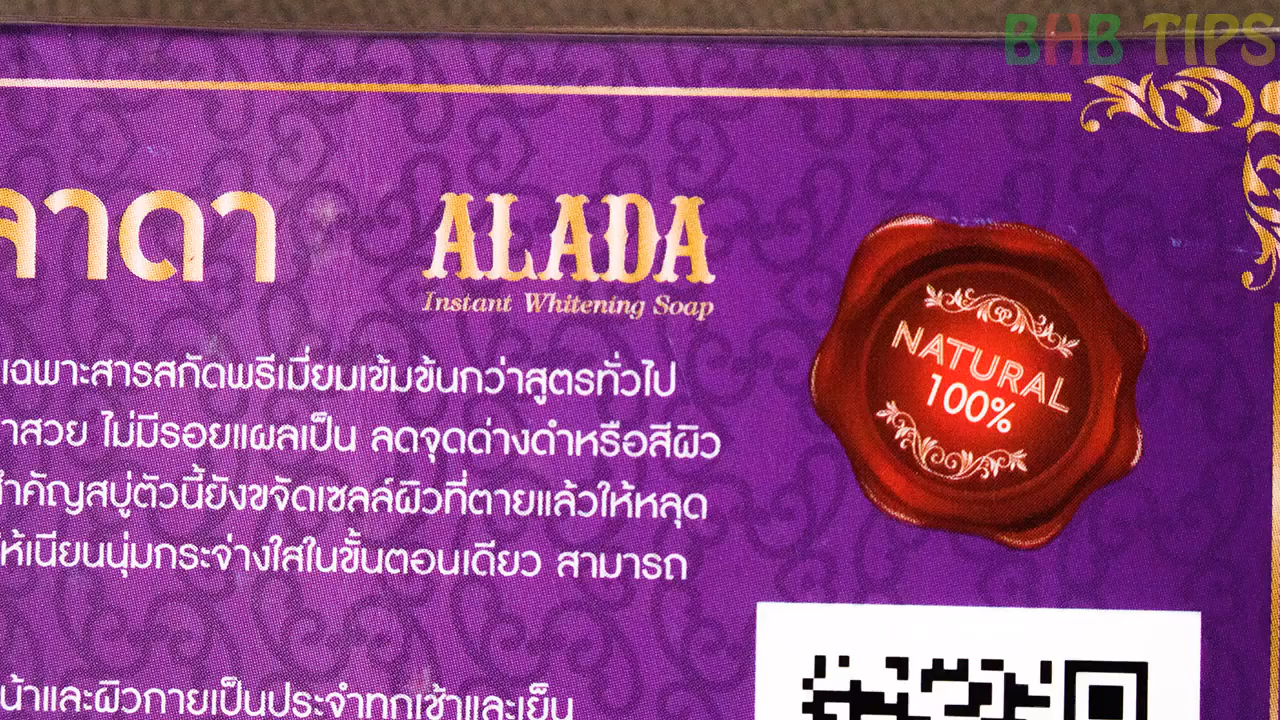 BHB TIPS
ลาดา
ALADA
Instant Whitening Soap
NATURAL
100%
เฉพาะสารสกัดพรีเมี่ยมเข้มข้นกว่าสูตรทั่วไป
าสวย ไม่มีรอยแผลเป็น ลดจุดด่างดำหรือสีผิว
สำคัญสบู่ตัวนี้ยังขจัดเซลล์ผิวที่ตายแล้วให้หลุด
ให้เนียนนุ่มกระจ่างใสในขั้นตอนเดียว สามารถ
น้าและผิวกายเป็นประจำทุกเช้าและเย็น